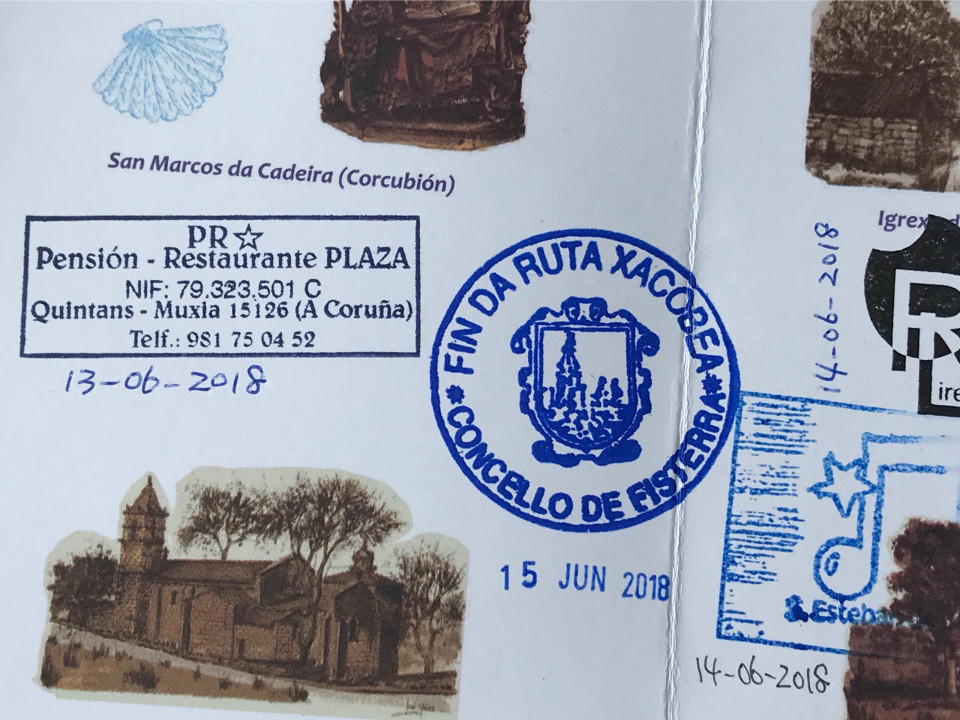 San Marcos da Cadeira (Corcubión)
PR☆
Pensión - Restaurante PLAZA
NIF: 79.323.501 C
Quintans - Muxia 15126 (A Coruña)
Telf.: 981 75 04 52
13-06-2018
* FIN DA RUTA XACOBEA *
CONCELLO DE FISTERRA
15 JUN 2018
14-06-2018
S. Esteba
14-06-2018